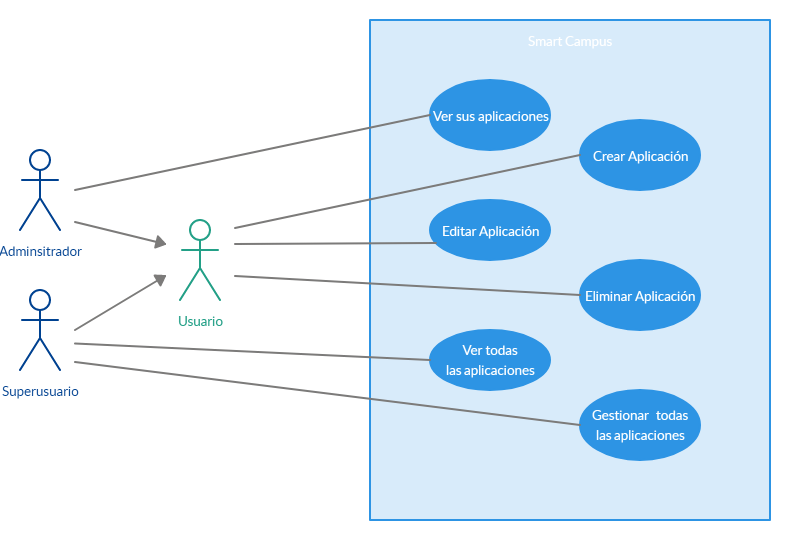 Smart Campus
Ver sus aplicaciones
Crear Aplicación
Adminsitrador
Editar Aplicación
Eliminar Aplicación
Usuario
Ver todas
las aplicaciones
Superusuario
Gestionar todas
las aplicaciones